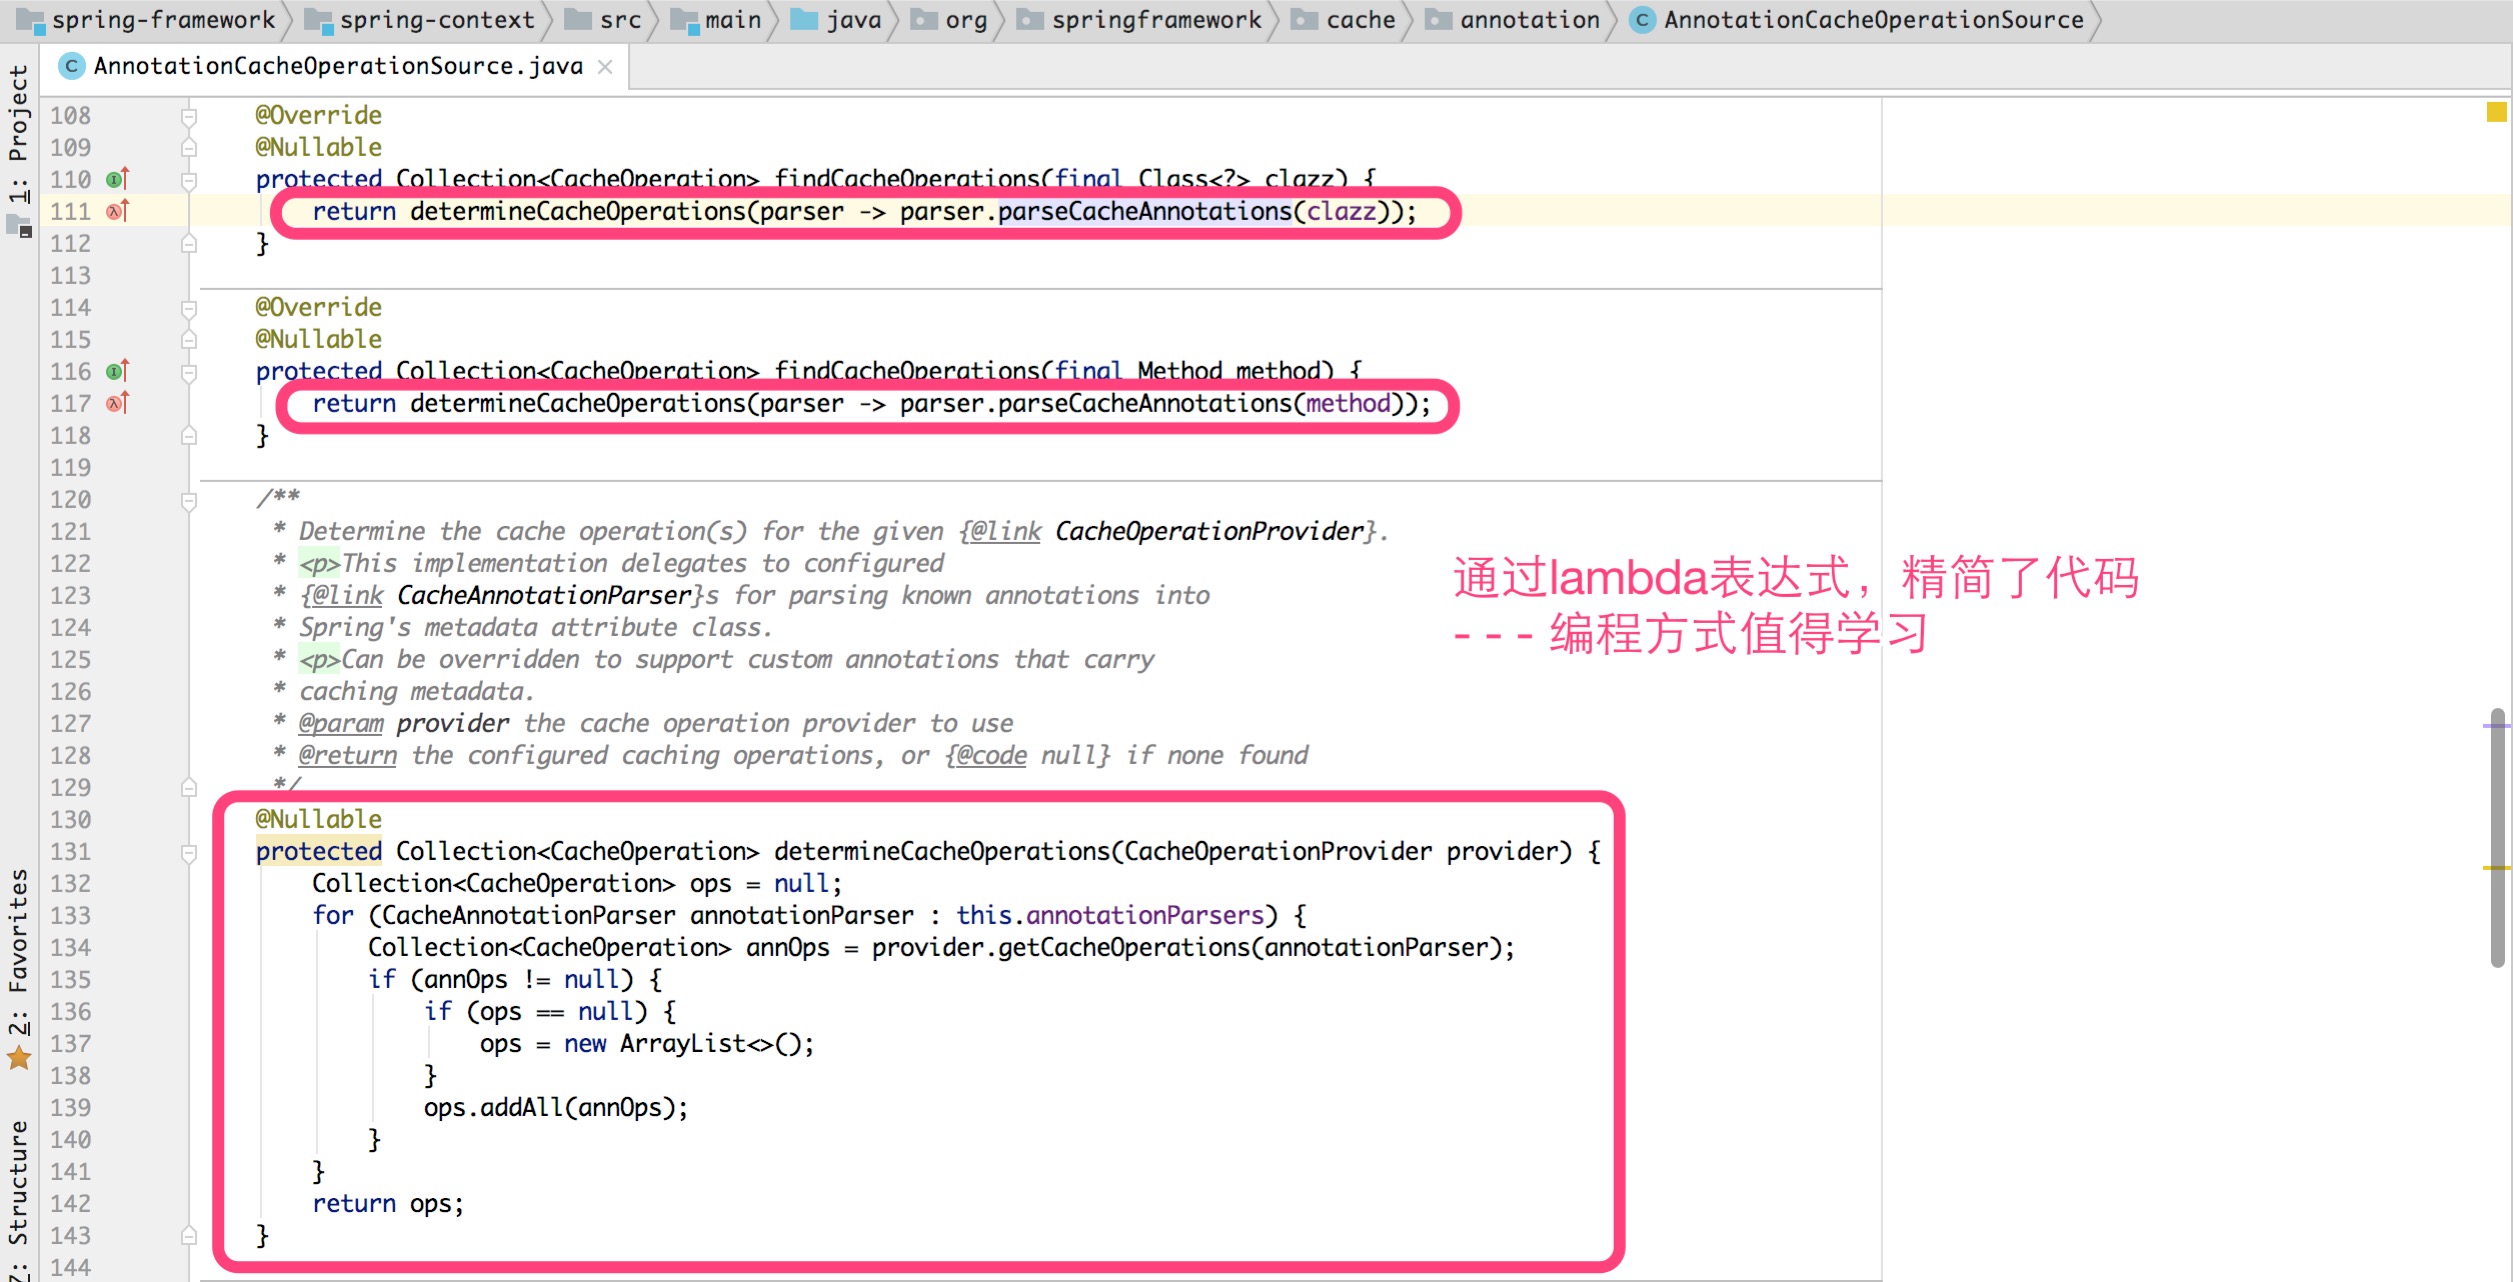 spring-framework spring-context src main java org springframework cache annotation AnnotationCacheOperationSource
AnnotationCacheOperationSource.java
1: Project
2: Favorites
7: Structure
108 @Override
109 @Nullable
110 protected Collection<CacheOperation> findCacheOperations(final Class<?> clazz) {
111 return determineCacheOperations(parser -> parser.parseCacheAnnotations(clazz));
112 }
113
114 @Override
115 @Nullable
116 protected Collection<CacheOperation> findCacheOperations(final Method method) {
117 return determineCacheOperations(parser -> parser.parseCacheAnnotations(method));
118 }
119
120 /**
121 * Determine the cache operation(s) for the given {@link CacheOperationProvider}.
122 * <p>This implementation delegates to configured
123 * {@link CacheAnnotationParser}s for parsing known annotations into
124 * Spring's metadata attribute class.
125 * <p>Can be overridden to support custom annotations that carry
126 * caching metadata.
127 * @param provider the cache operation provider to use
128 * @return the configured caching operations, or {@code null} if none found
129 */
通过lambda表达式，精简了代码
- - - 编程方式值得学习
130 @Nullable
131 protected Collection<CacheOperation> determineCacheOperations(CacheOperationProvider provider) {
132 Collection<CacheOperation> ops = null;
133 for (CacheAnnotationParser annotationParser : this.annotationParsers) {
134 Collection<CacheOperation> annOps = provider.getCacheOperations(annotationParser);
135 if (annOps != null) {
136 if (ops == null) {
137 ops = new ArrayList<>();
138 }
139 ops.addAll(annOps);
140 }
141 }
142 return ops;
143 }
144